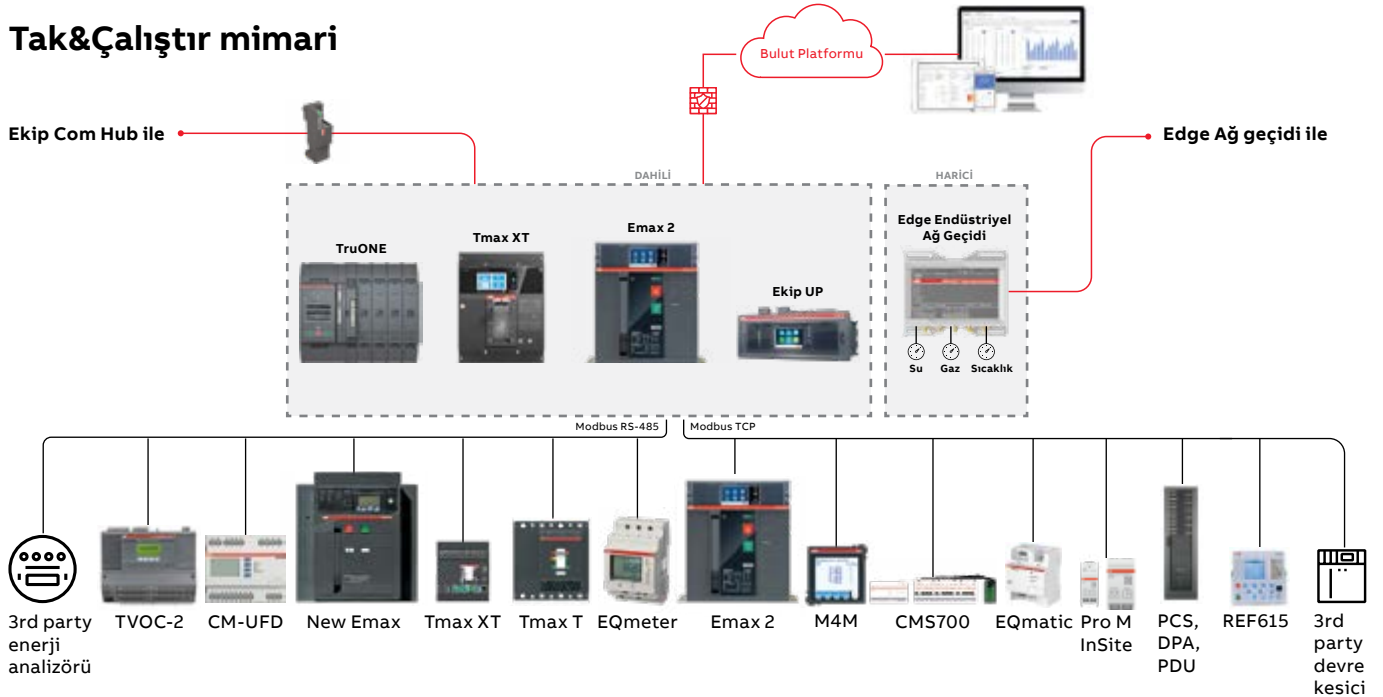 Tak&Çalıştır mimari
Bulut Platformu
Ekip Com Hub ile
Edge Ağ geçidi ile
DAHİLİ
HARİCİ
TruONE
Tmax XT
Emax 2
Ekip UP
Edge Endüstriyel
Ağ Geçidi
Su
Gaz
Sıcaklık
Modbus RS-485
Modbus TCP
3rd party
enerji
analizörü
TVOC-2
CM-UFD
New Emax
Tmax XT
Tmax T
EQmeter
Emax 2
M4M
CMS700
EQmatic
Pro M
InSite
PCS,
DPA,
PDU
REF615
3rd
party
devre
kesici